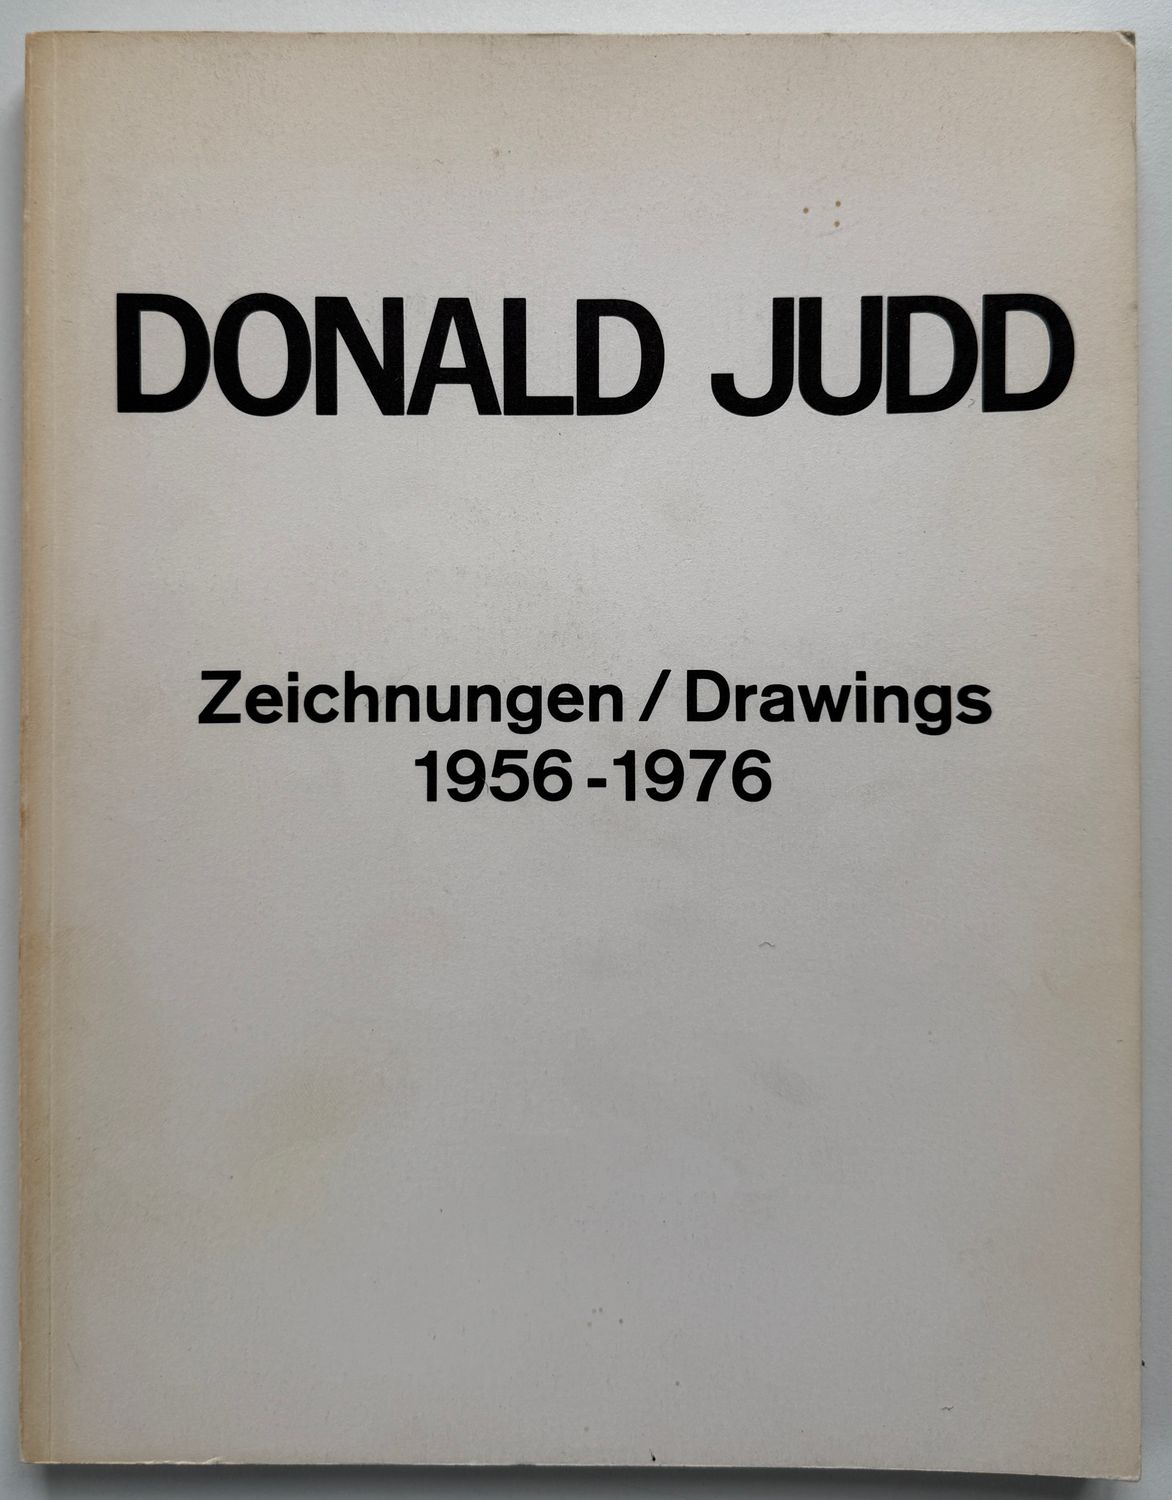 DONALD JUDD
Zeichnungen / Drawings
1956-1976